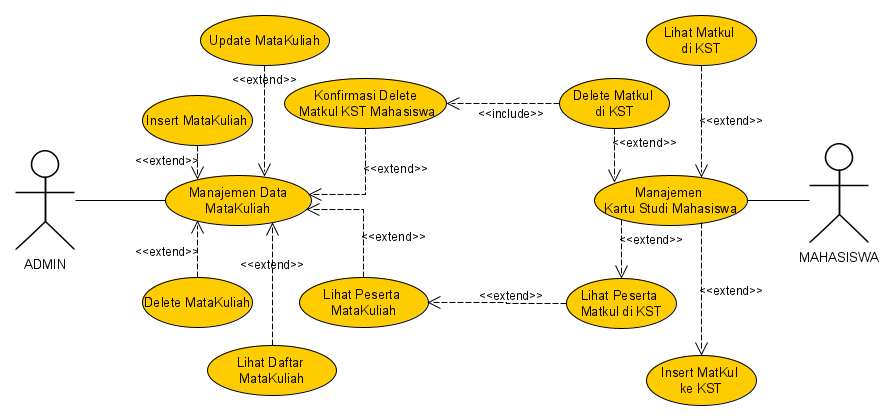 Update MataKuliah
<<extend>>
Lihat Matkul
di KST
Konfirmasi Delete
Matkul KST Mahasiswa
<<include>>
Delete Matkul
di KST
Insert MataKuliah
<<extend>>
<<extend>>
<<extend>>
<<extend>>
Manajemen Data
MataKuliah
Manajemen
Kartu Studi Mahasiswa
ADMIN
MAHASISWA
<<extend>>
<<extend>>
<<extend>>
<<extend>>
Delete MataKuliah
Lihat Peserta
MataKuliah
<<extend>>
Lihat Peserta
Matkul di KST
<<extend>>
Lihat Daftar
MataKuliah
Insert MatKul
ke KST